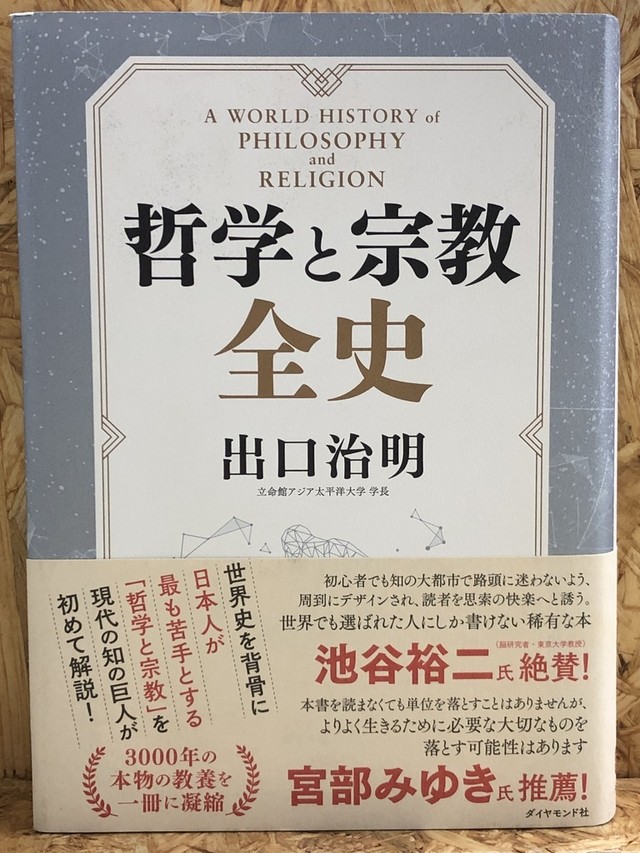 A WORLD HISTORY of
PHILOSOPHY
and
RELIGION
哲学と宗教
全史
出口治明
立命館アジア太平洋大学 学長
世界史を背骨に
日本人が
最も苦手とする
「哲学と宗教」を
現代の知の巨人が
初めて解説！
3000年の
本物の教養を
一冊に凝縮
初心者でも知の大都市で路頭に迷わないよう、
周到にデザインされ、読者を思索の快楽へと誘う。
世界でも選ばれた人にしか書けない稀有な本
（脳研究者・東京大学教授）
池谷裕二氏 絶賛！
本書を読まなくても単位を落とすことはありませんが、
よりよく生きるために必要な大切なものを
落とす可能性はあります
宮部みゆき氏 推薦！
ダイヤモンド社